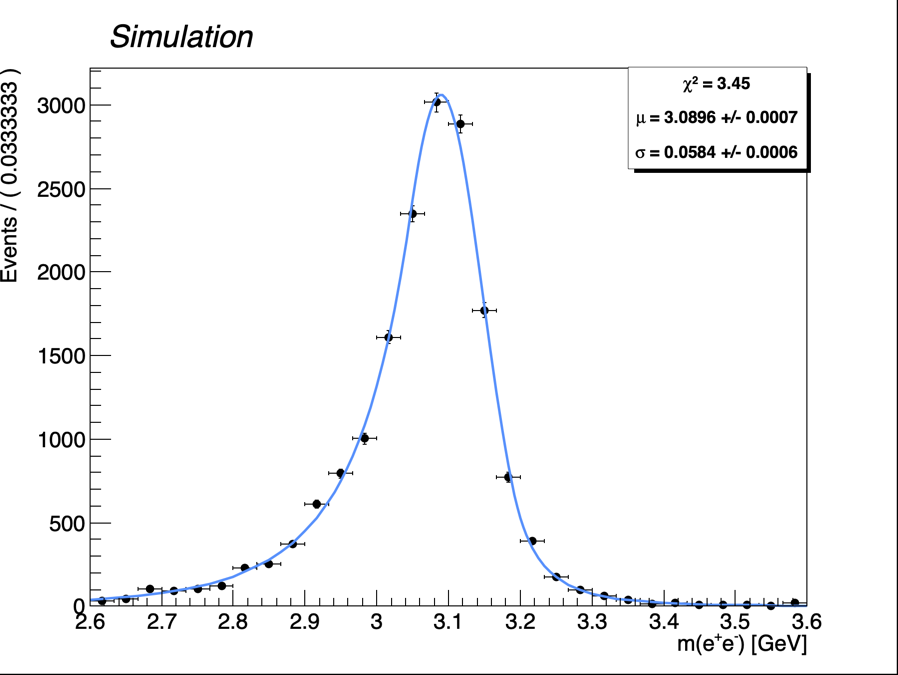 Simulation
Events / ( 0.0333333 )
χ² = 3.45
μ = 3.0896 +/- 0.0007
σ = 0.0584 +/- 0.0006
3000
2500
2000
1500
1000
500
0
2.6 2.7 2.8 2.9 3 3.1 3.2 3.3 3.4 3.5 3.6
m(e⁺e⁻) [GeV]